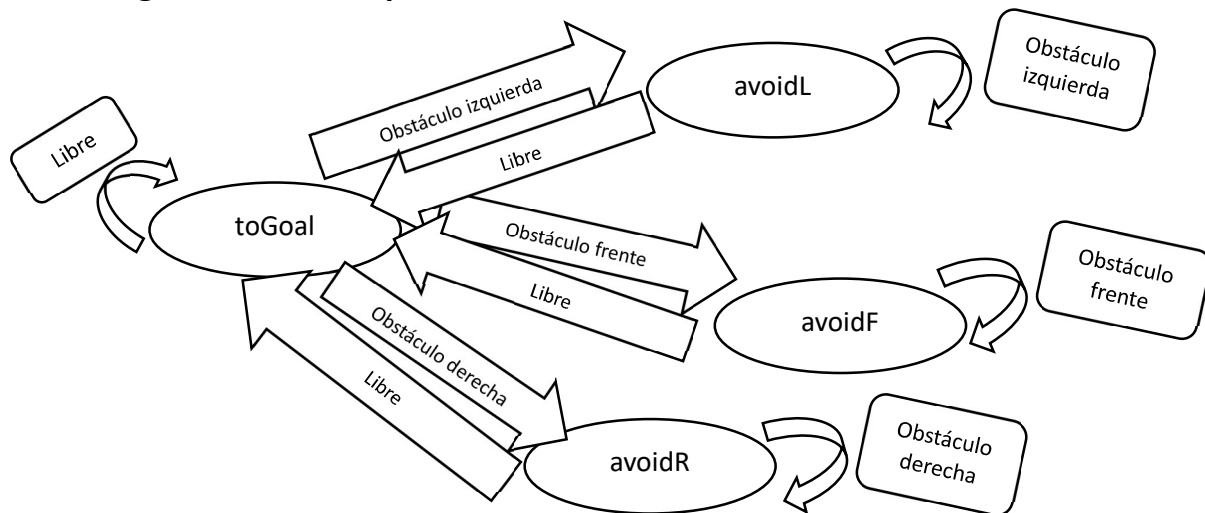 Obstáculo
izquierda
avoidL
Obstáculo izquierda
Libre
Libre
toGoal
Obstáculo frente
Libre
Obstáculo
frente
avoidF
Obstáculo derecha
Libre
Obstáculo
derecha
avoidR